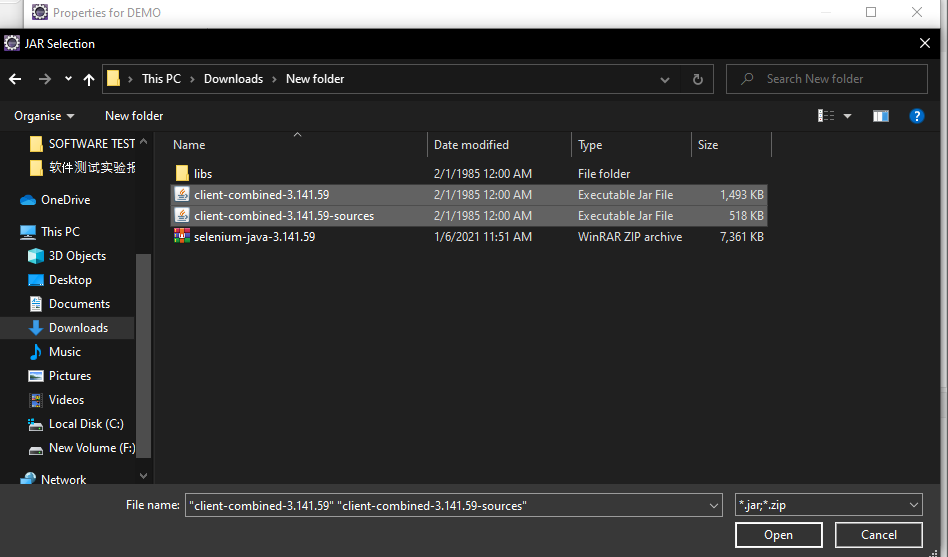 Properties for DEMO
JAR Selection
This PC Downloads New folder
Search New folder
Organise New folder
Name Date modified Type Size
SOFTWARE TEST
软件测试实验报
OneDrive
This PC
3D Objects
Desktop
Documents
Downloads
Music
Pictures
Videos
Local Disk (C:)
New Volume (F:)
Network
libs 2/1/1985 12:00 AM File folder
client-combined-3.141.59 2/1/1985 12:00 AM Executable Jar File 1,493 KB
client-combined-3.141.59-sources 2/1/1985 12:00 AM Executable Jar File 518 KB
selenium-java-3.141.59 1/6/2021 11:51 AM WinRAR ZIP archive 7,361 KB
File name: "client-combined-3.141.59" "client-combined-3.141.59-sources" *.jar;*.zip
Open Cancel